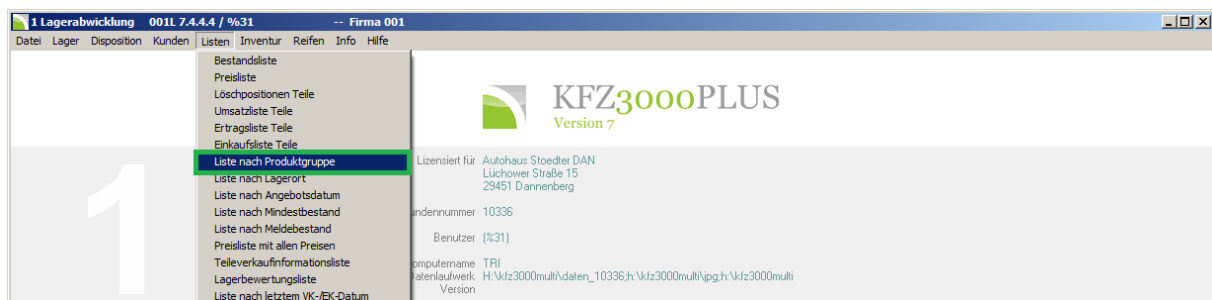 1 Lagerabwicklung 001L 7.4.4.4 / %31 -- Firma 001
Datei Lager Disposition Kunden Listen Inventur Reifen Info Hilfe
Bestandsliste
Preisliste
Löschpositionen Teile
Umsatzliste Teile
Ertragsliste Teile
Einkaufsliste Teile
Liste nach Produktgruppe
Liste nach Lagerort
Liste nach Angebotsdatum
Liste nach Mindestbestand
Liste nach Meldebestand
Preisliste mit allen Preisen
Teileverkaufinformationsliste
Lagerbewertungsliste
Liste nach letztem VK-/EK-Datum
KFZ3000PLUS
Version 7
1
Lizensiert für Autohaus Stoedter DAN
Lüchower Straße 15
29451 Dannenberg
undennummer 10336
Benutzer (%31)
omputername TRI
Datenlaufwerk H:\kfz3000multi\daten_10336;h:\kfz3000multi\jpg;h:\kfz3000multi
Version